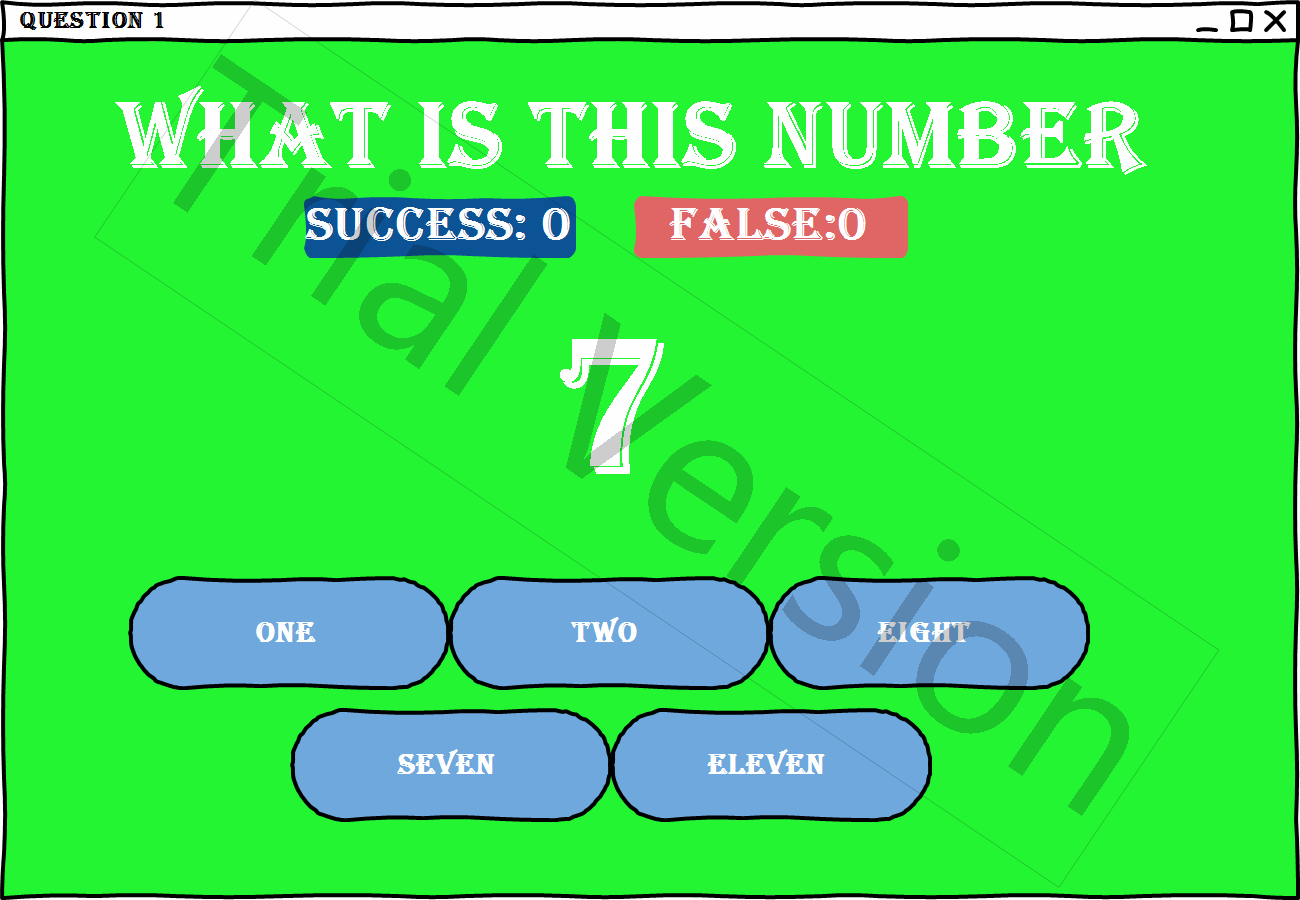 QUESTION 1
WHAT IS THIS NUMBER
SUCCESS: 0 FALSE:0
7
ONE TWO EIGHT
SEVEN ELEVEN
Trial Version